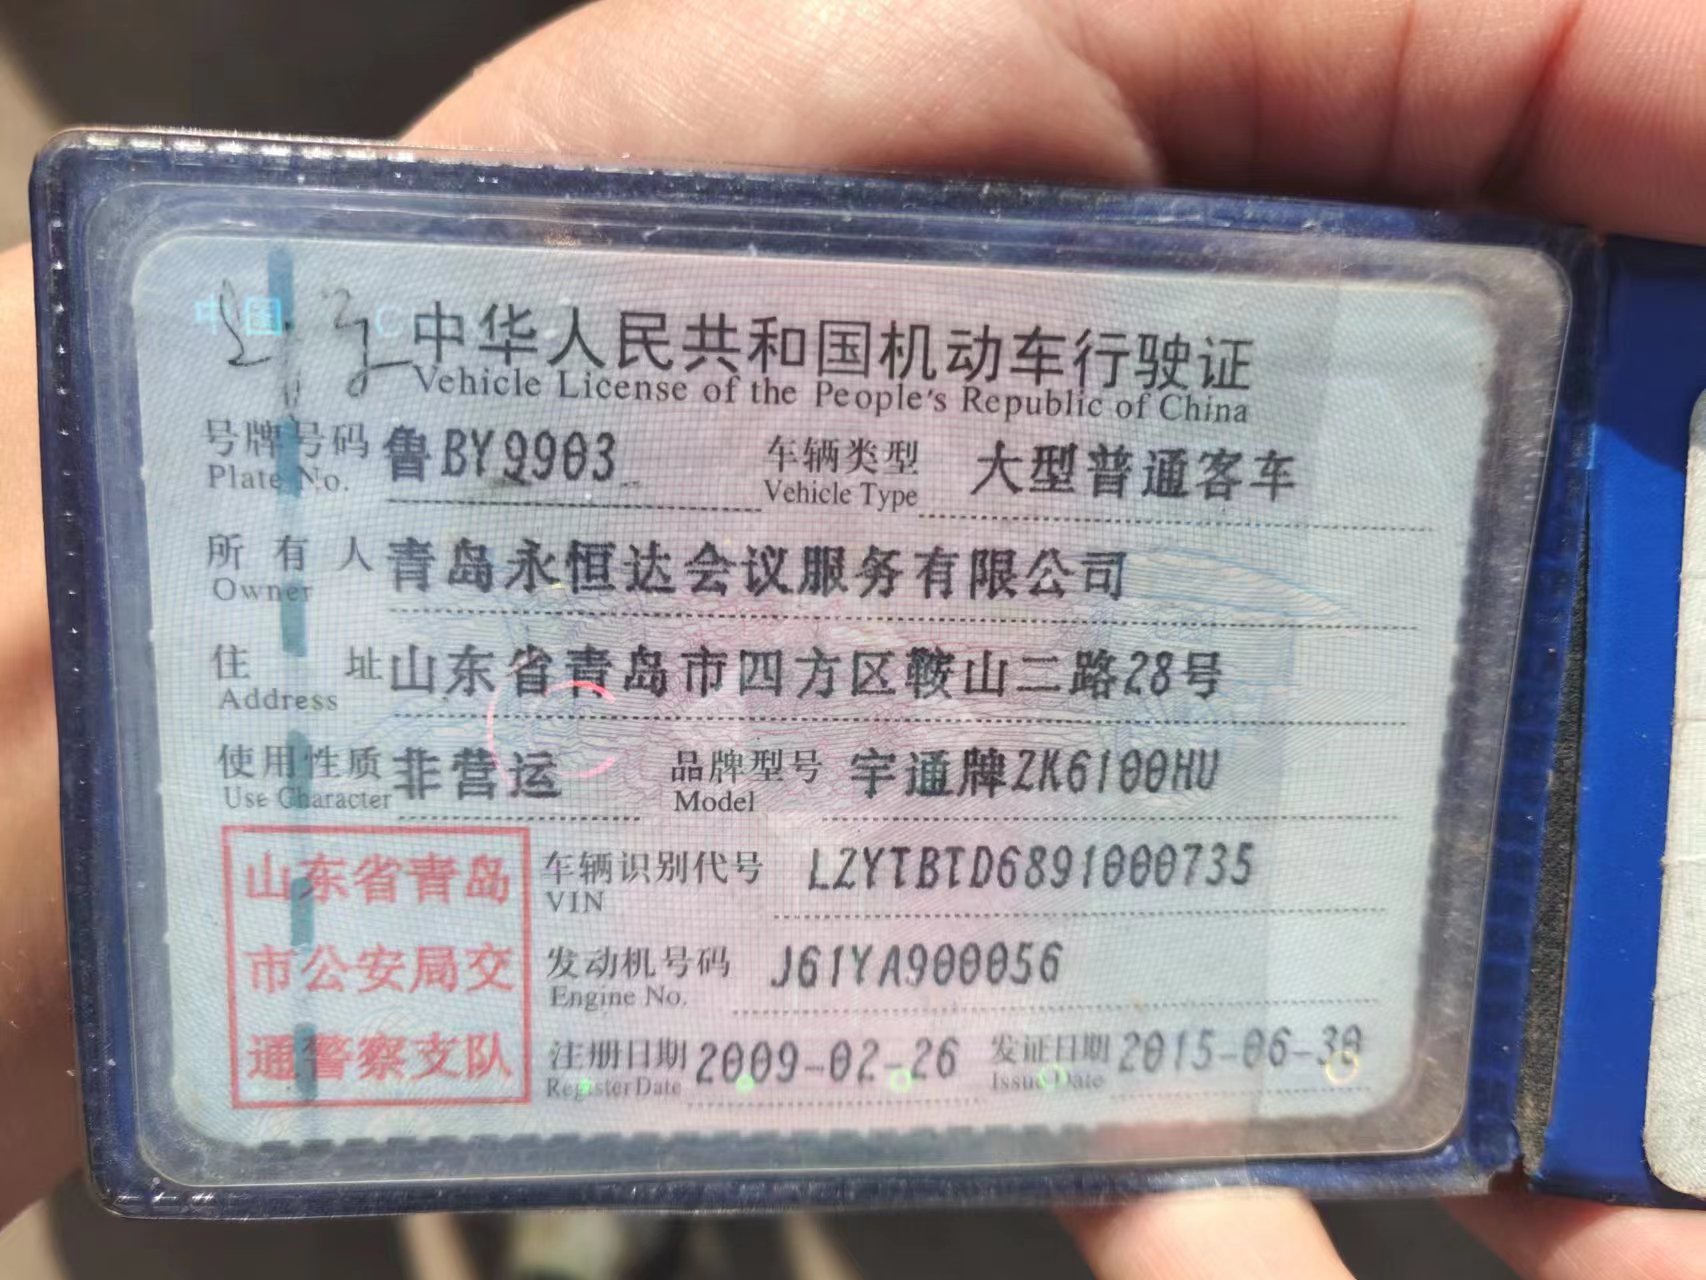 中国
中华人民共和国机动车行驶证
Vehicle License of the People's Republic of China
号牌号码 鲁BY9903 车辆类型 大型普通客车
Plate No. Vehicle Type
所有人 青岛永恒达会议服务有限公司
Owner
住址 山东省青岛市四方区鞍山二路28号
Address
使用性质 非营运 品牌型号 宇通牌ZK6100HU
Use Character Model
山东省青岛
市公安局交
通警察支队
车辆识别代号 LZYTBTD6891000735
VIN
发动机号码 J61YA900056
Engine No.
注册日期 2009-02-26 发证日期 2015-06-30
Register Date Issue Date